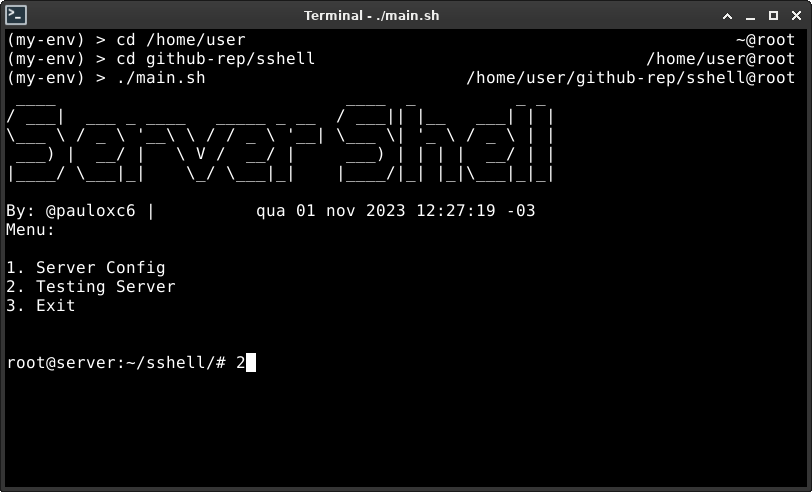 Terminal - ./main.sh
(my-env) > cd /home/user ~@root
(my-env) > cd github-rep/sshell /home/user@root
(my-env) > ./main.sh /home/user/github-rep/sshell@root
Server Shell
By: @pauloxc6 | qua 01 nov 2023 12:27:19 -03
Menu:
1. Server Config
2. Testing Server
3. Exit
root@server:~/sshell/# 2